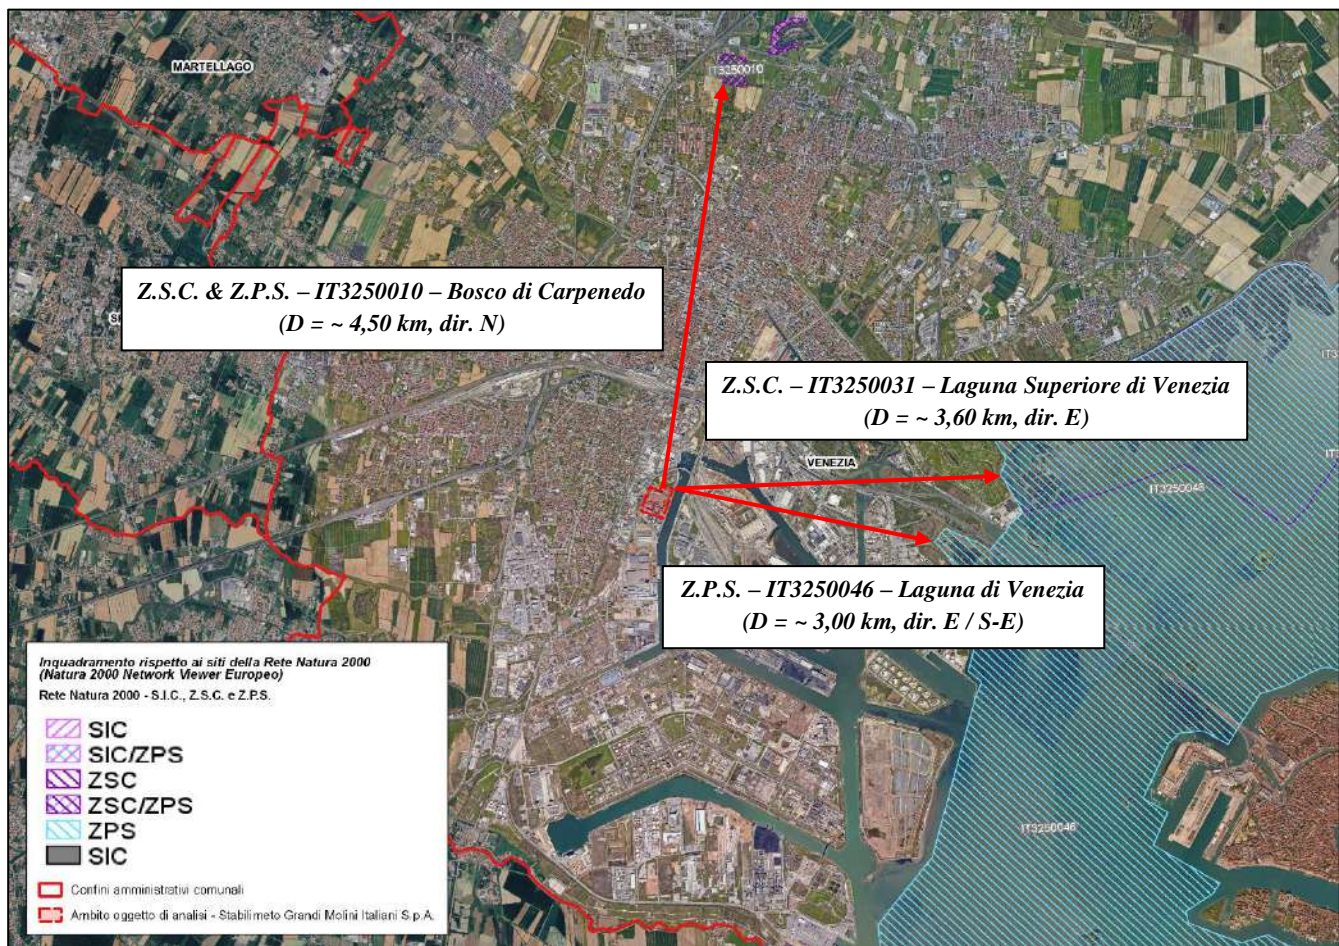 MARTELLAGO
IT3250010
Z.S.C. & Z.P.S. – IT3250010 – Bosco di Carpenedo
(D = ~ 4,50 km, dir. N)
Z.S.C. – IT3250031 – Laguna Superiore di Venezia
(D = ~ 3,60 km, dir. E)
VENEZIA
IT3250046
Z.P.S. – IT3250046 – Laguna di Venezia
(D = ~ 3,00 km, dir. E / S-E)
IT3250046
Inquadramento rispetto ai siti della Rete Natura 2000
(Natura 2000 Network Viewer Europeo)
Rete Natura 2000 - S.I.C., Z.S.C. e Z.P.S.
SIC
SIC/ZPS
ZSC
ZSC/ZPS
ZPS
SIC
Confini amministrativi comunali
Ambito oggetto di analisi - Stabilimeto Grandi Molini Italiani S.p.A.